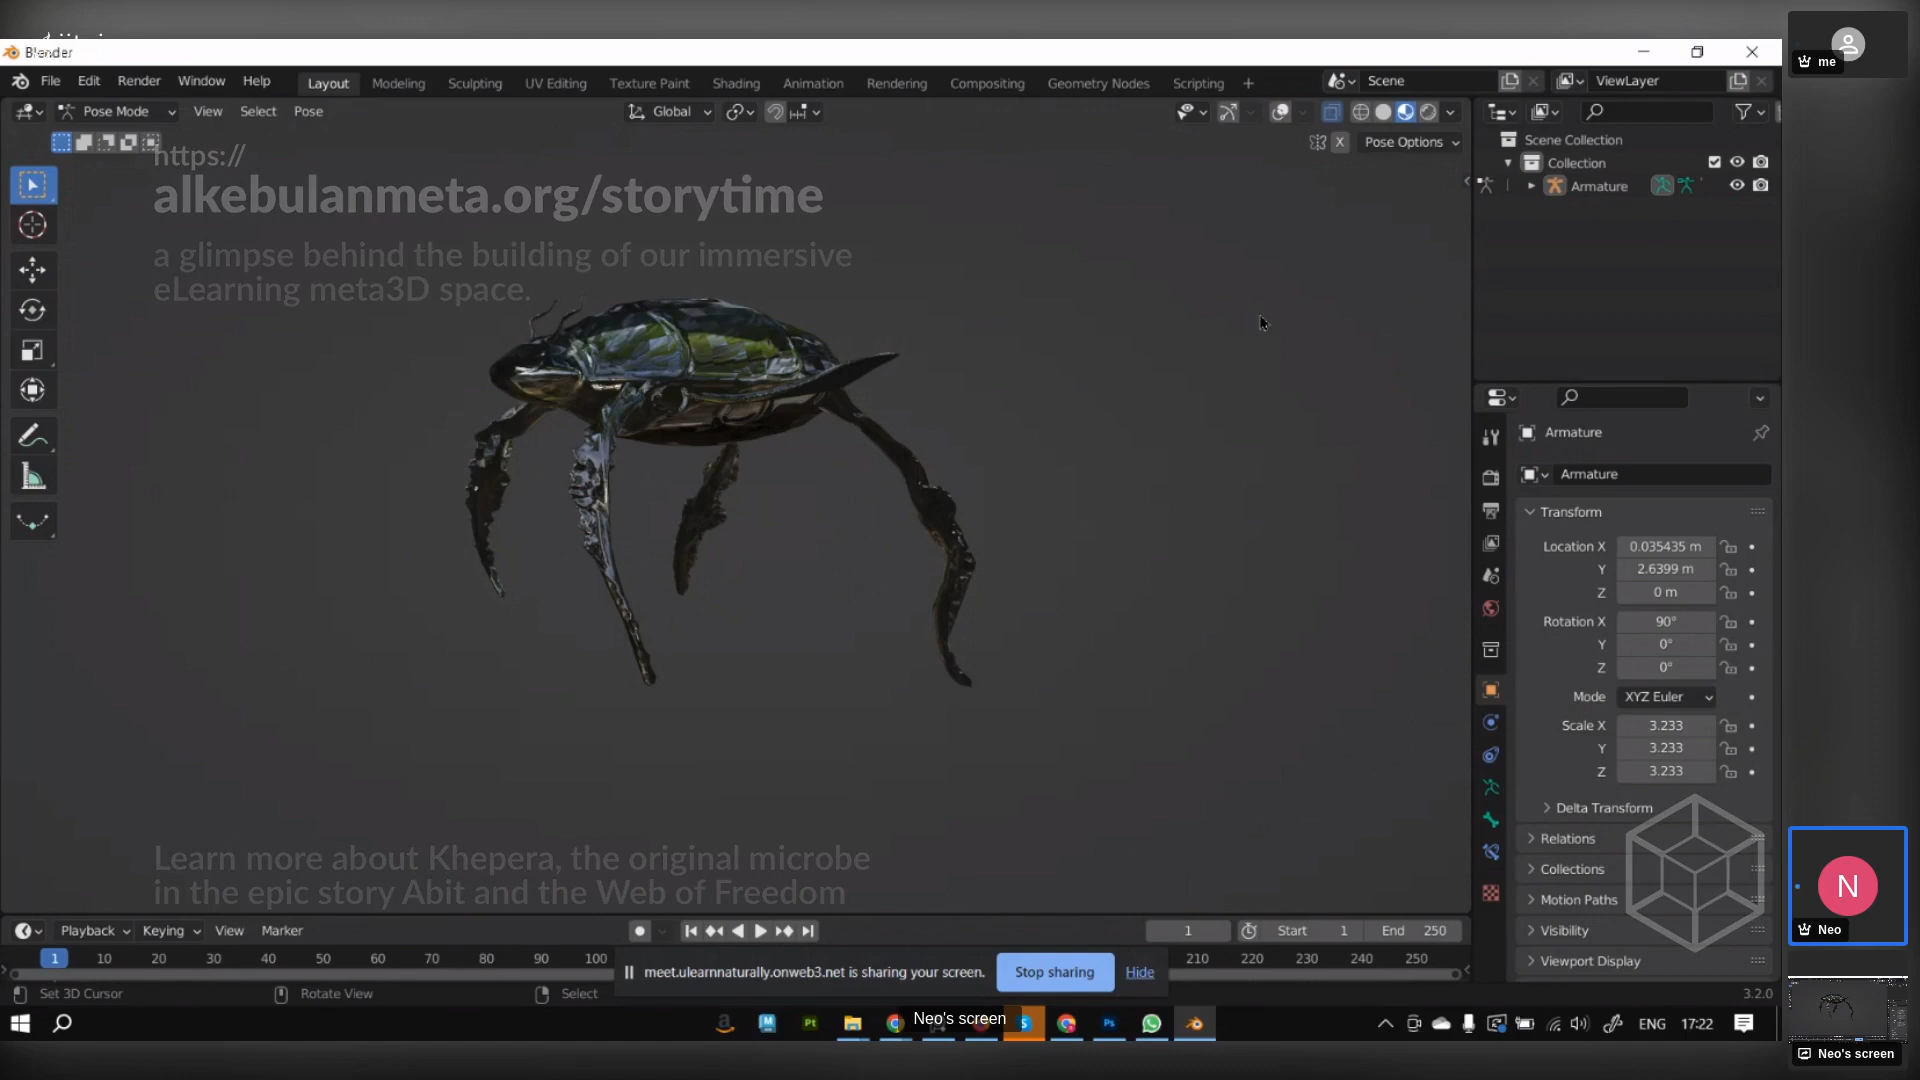 Blender
me
File Edit Render Window Help Layout Modeling Sculpting UV Editing Texture Paint Shading Animation Rendering Compositing Geometry Nodes Scripting + Scene ViewLayer
Pose Mode View Select Pose Global
X Pose Options
Scene Collection
Collection
Armature
https://
alkebulanmeta.org/storytime
a glimpse behind the building of our immersive
eLearning meta3D space.
Armature
Armature
Transform
Location X 0.035435 m
Y 2.6399 m
Z 0 m
Rotation X 90°
Y 0°
Z 0°
Mode XYZ Euler
Scale X 3.233
Y 3.233
Z 3.233
Delta Transform
Relations
Collections
Motion Paths
Visibility
Viewport Display
Learn more about Khepera, the original microbe
in the epic story Abit and the Web of Freedom
N
Neo
Playback Keying View Marker 1 Start 1 End 250
1 10 20 30 40 50 60 70 80 90 100 210 220 230 240 250
meet.ulearnnaturally.onweb3.net is sharing your screen. Stop sharing Hide
Set 3D Cursor Rotate View Select 3.2.0
Neo's screen
Pt S Ps ENG 17:22
Neo's screen